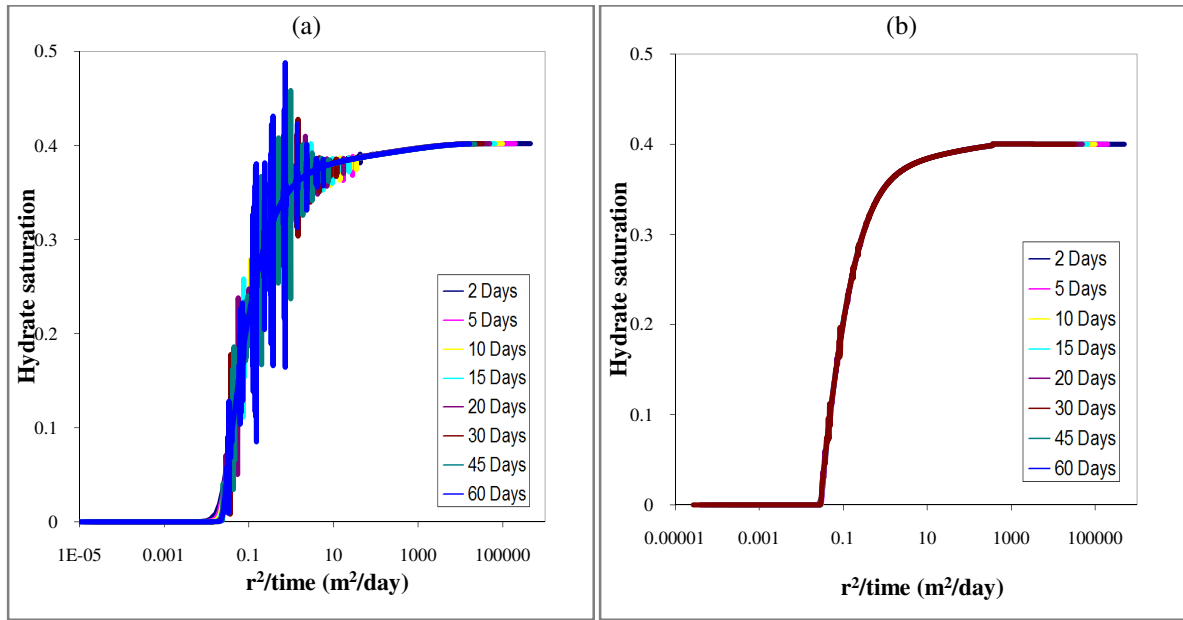 (a)
0.5
0.4
0.3
0.2
0.1
0
Hydrate saturation
2 Days
5 Days
10 Days
15 Days
20 Days
30 Days
45 Days
60 Days
1E-05 0.001 0.1 10 1000 100000
r²/time (m²/day)
(b)
0.5
0.4
0.3
0.2
0.1
0
Hydrate saturation
2 Days
5 Days
10 Days
15 Days
20 Days
30 Days
45 Days
60 Days
0.00001 0.001 0.1 10 1000 100000
r²/time (m²/day)